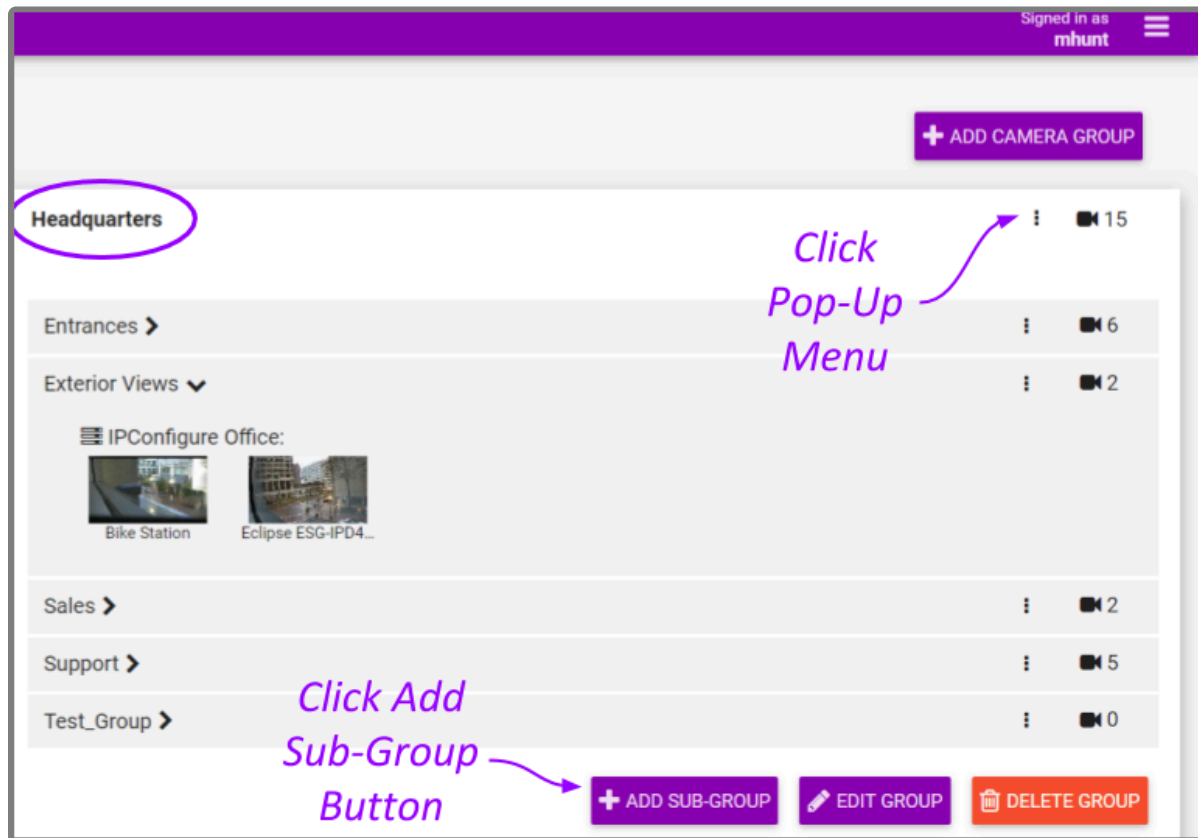 Signed in as
mhunt
ADD CAMERA GROUP
Headquarters
15
Click
Pop-Up
Menu
Entrances
6
Exterior Views
2
IPConfigure Office:
Bike Station
Eclipse ESG-IPD4...
Sales
2
Support
5
Test_Group
0
Click Add
Sub-Group
Button
ADD SUB-GROUP
EDIT GROUP
DELETE GROUP